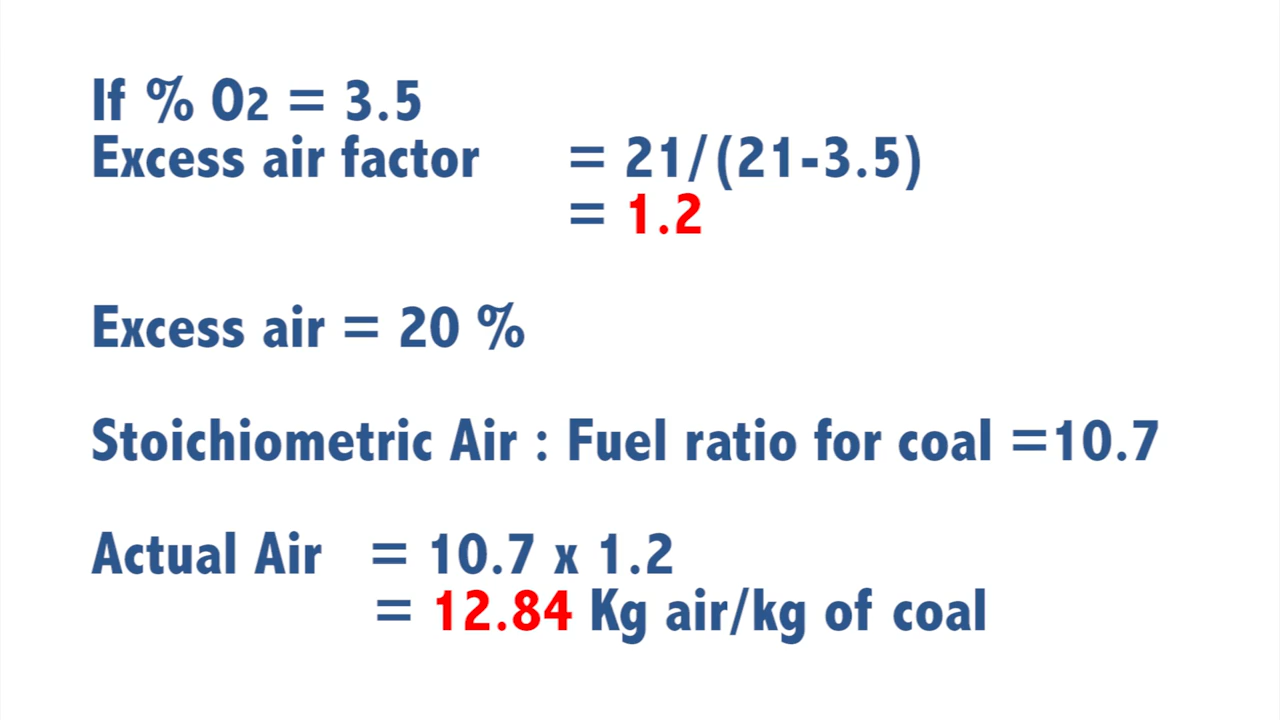 If % O2 = 3.5
Excess air factor = 21/(21-3.5)
= 1.2
Excess air = 20 %
Stoichiometric Air : Fuel ratio for coal =10.7
Actual Air = 10.7 x 1.2
= 12.84 Kg air/kg of coal